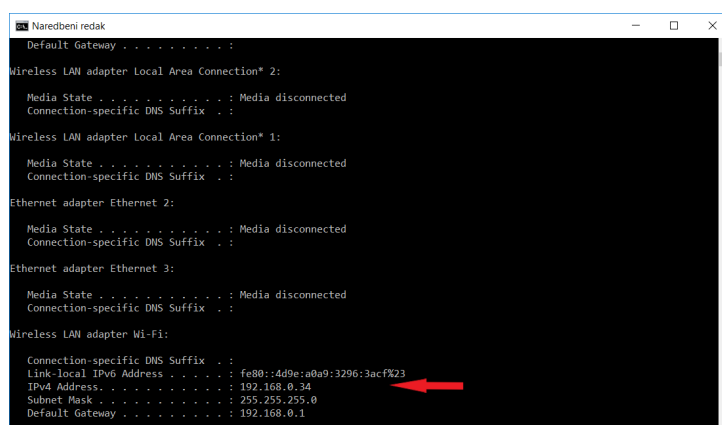 Naredbeni redak
Default Gateway . . . . . . . . . :
Wireless LAN adapter Local Area Connection* 2:
Media State . . . . . . . . . . . : Media disconnected
Connection-specific DNS Suffix  . :
Wireless LAN adapter Local Area Connection* 1:
Media State . . . . . . . . . . . : Media disconnected
Connection-specific DNS Suffix  . :
Ethernet adapter Ethernet 2:
Media State . . . . . . . . . . . : Media disconnected
Connection-specific DNS Suffix  . :
Ethernet adapter Ethernet 3:
Media State . . . . . . . . . . . : Media disconnected
Connection-specific DNS Suffix  . :
Wireless LAN adapter Wi-Fi:
Connection-specific DNS Suffix  . :
Link-local IPv6 Address . . . . . : fe80::4d9e:a0a9:3296:3acf%23
IPv4 Address. . . . . . . . . . . : 192.168.0.34
Subnet Mask . . . . . . . . . . . : 255.255.255.0
Default Gateway . . . . . . . . . : 192.168.0.1